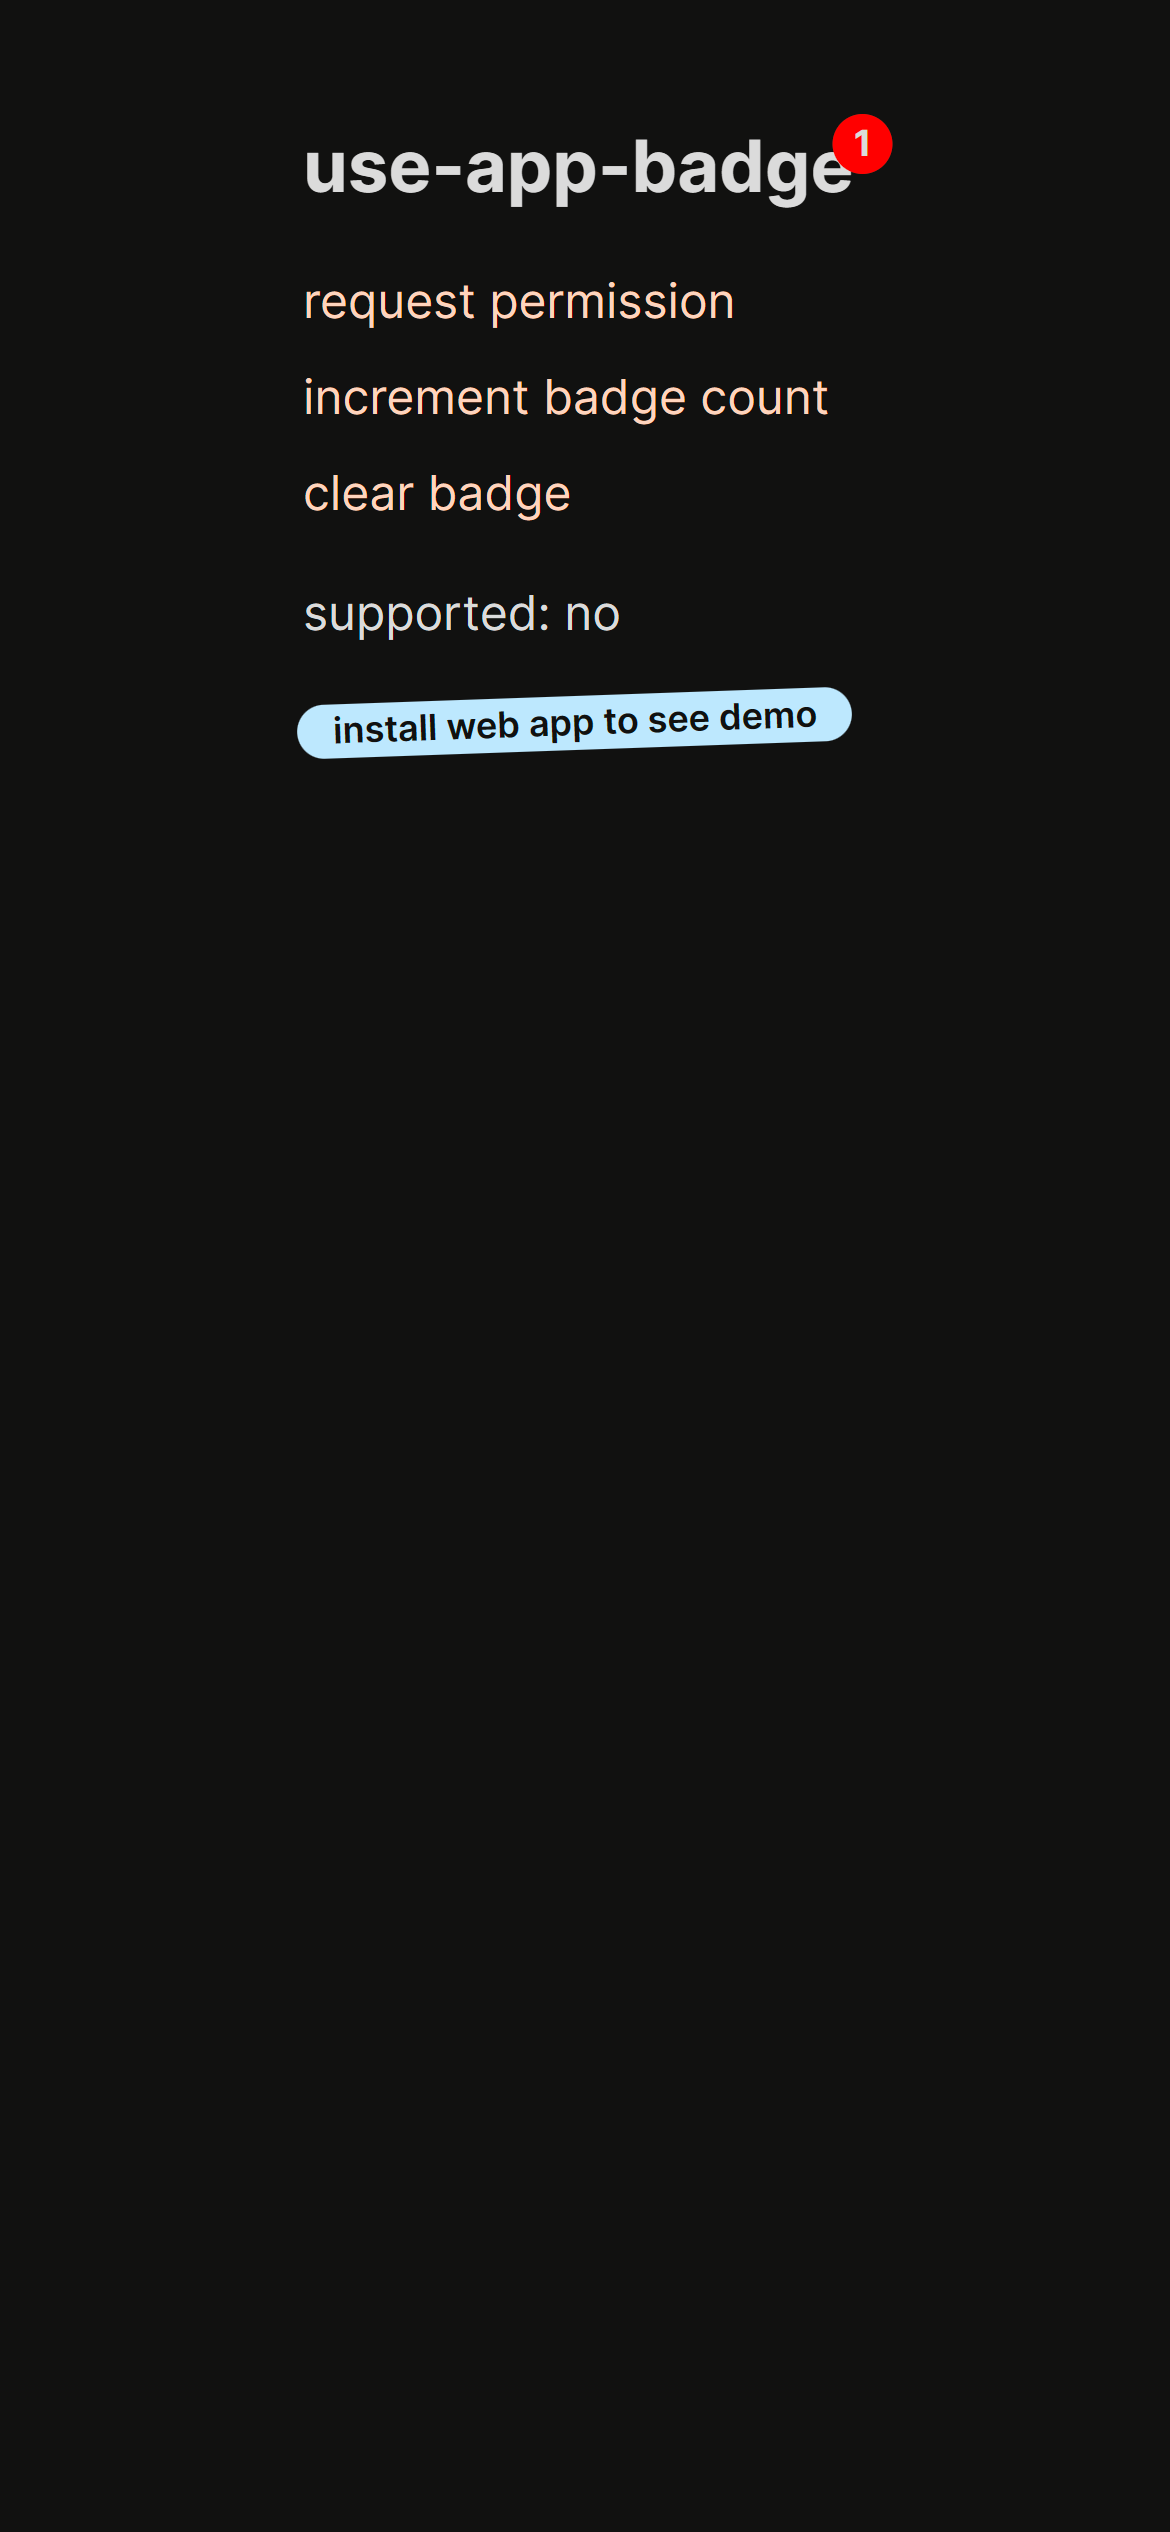 use-app-badge
1
request permission
increment badge count
clear badge
supported: no
install web app to see demo